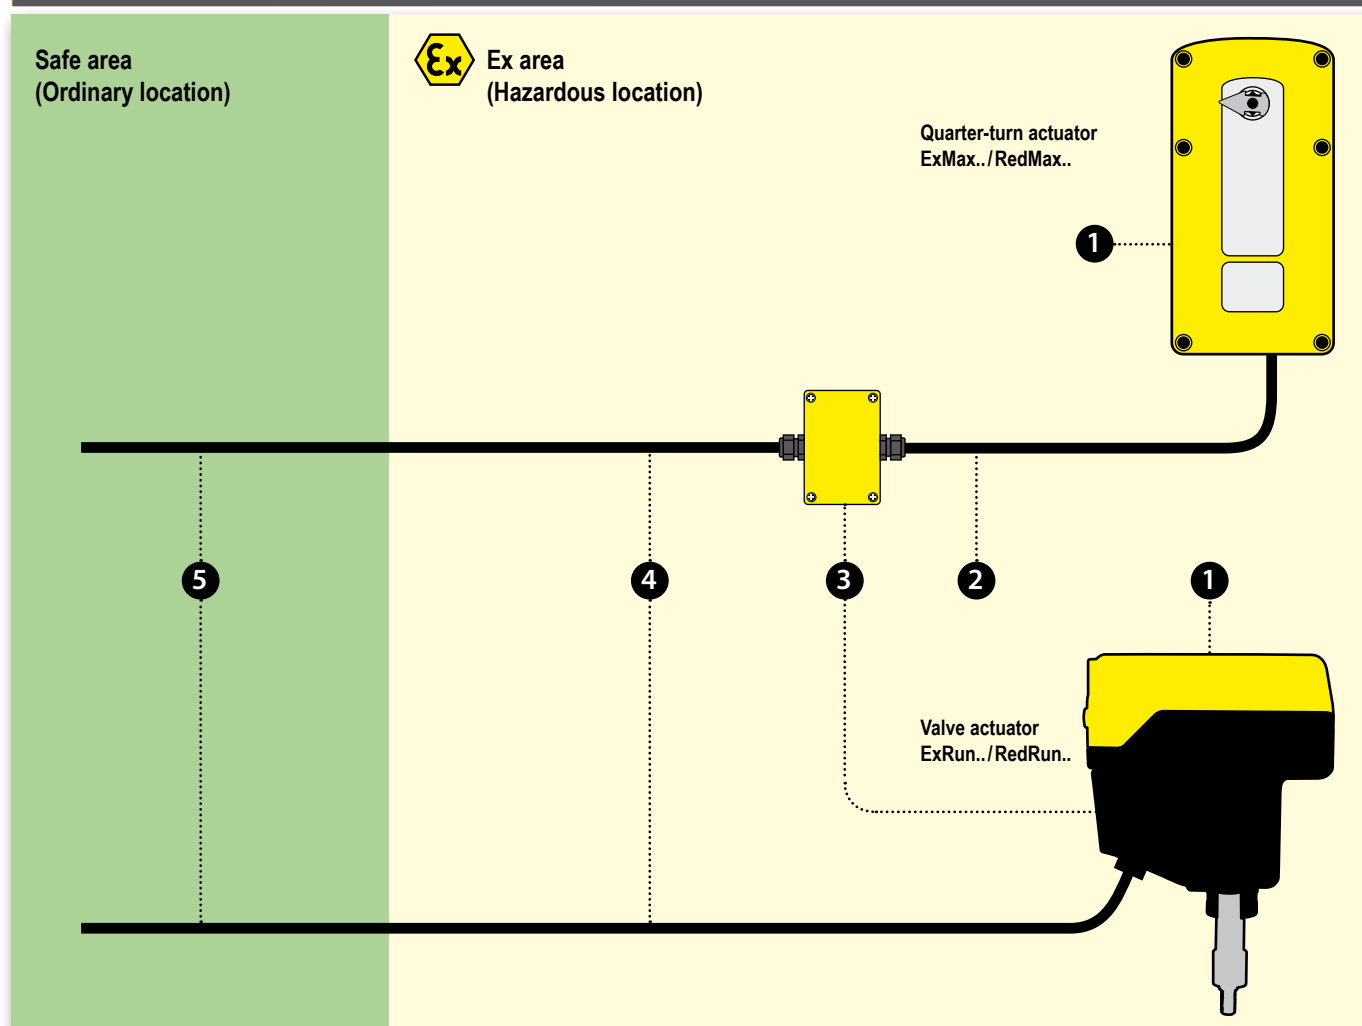 Safe area
(Ordinary location)
Ex
Ex area
(Hazardous location)
Quarter-turn actuator
ExMax../RedMax..
1
5
4
3
2
1
Valve actuator
ExRun../RedRun..